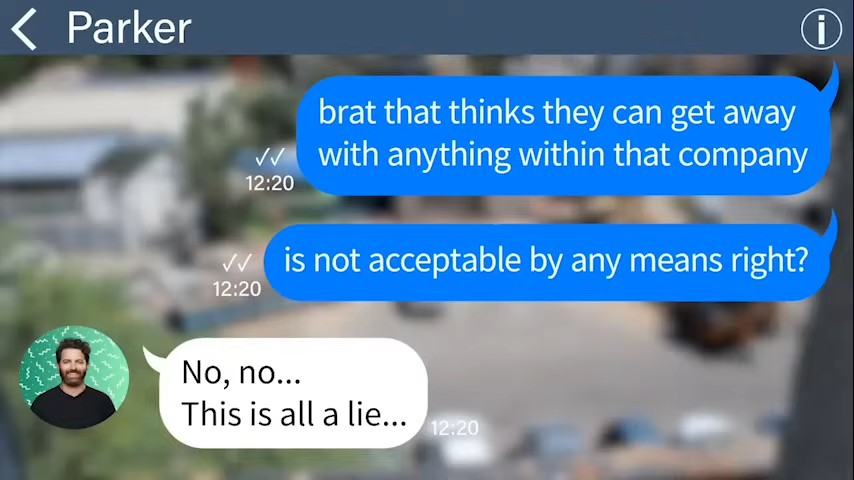 Parker
i
brat that thinks they can get away
with anything within that company
✓✓
12:20
is not acceptable by any means right?
✓✓
12:20
No, no...
This is all a lie...
12:20